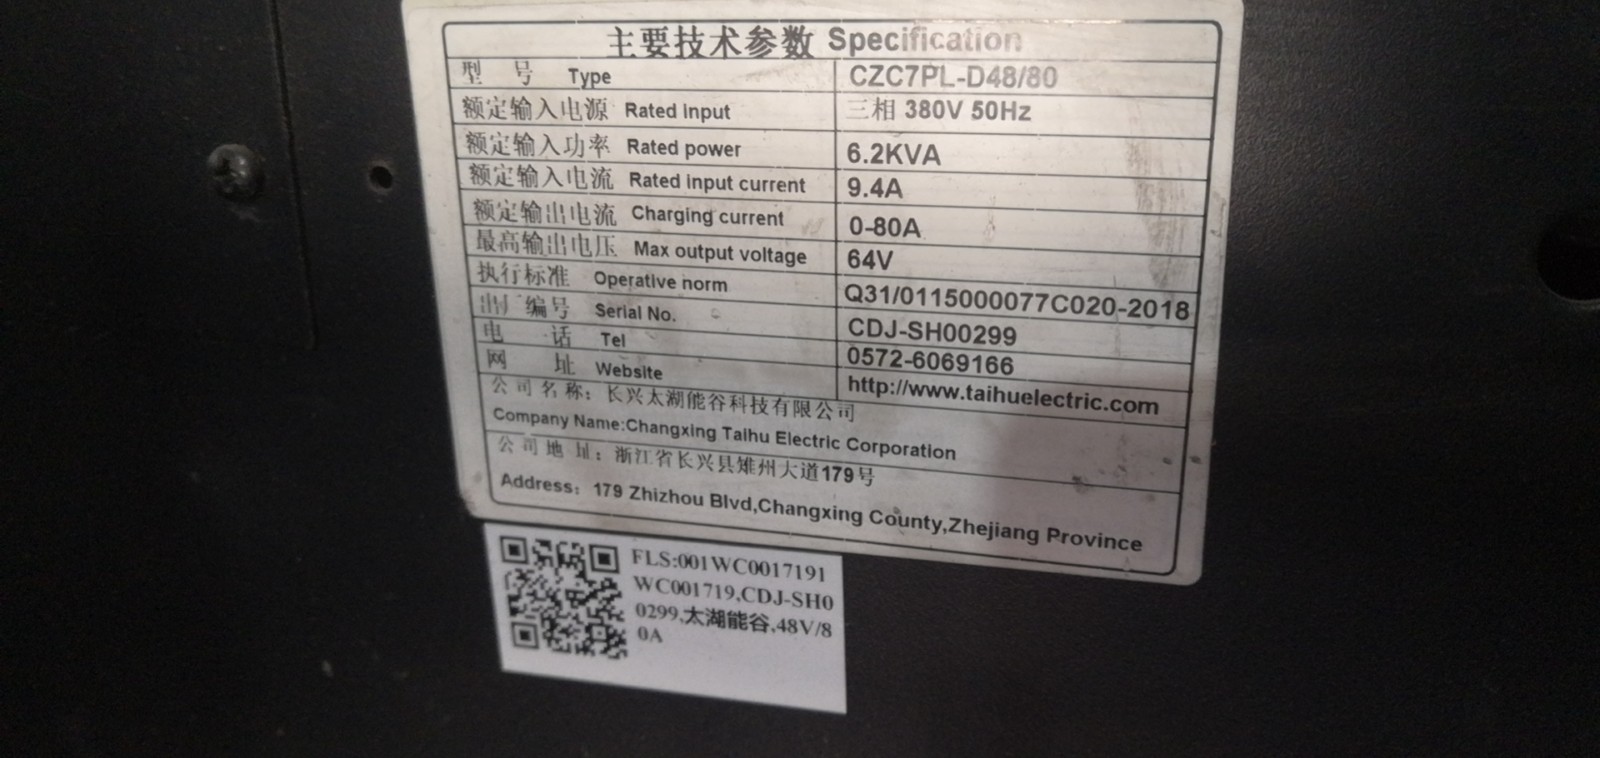 主要技术参数 Specification
型 号 Type CZC7PL-D48/80
额定输入电源 Rated input 三相 380V 50Hz
额定输入功率 Rated power 6.2KVA
额定输入电流 Rated input current 9.4A
额定输出电流 Charging current 0-80A
最高输出电压 Max output voltage 64V
执行标准 Operative norm Q31/0115000077C020-2018
出厂编号 Serial No. CDJ-SH00299
电 话 Tel 0572-6069166
网 址 Website http://www.taihuelectric.com
公司名称：长兴太湖能谷科技有限公司
Company Name:Changxing Taihu Electric Corporation
公司地址：浙江省长兴县雉州大道179号
Address：179 Zhizhou Blvd,Changxing County,Zhejiang Province
FLS:001WC0017191
WC001719,CDJ-SH0
0299,太湖能谷,48V/8
0A